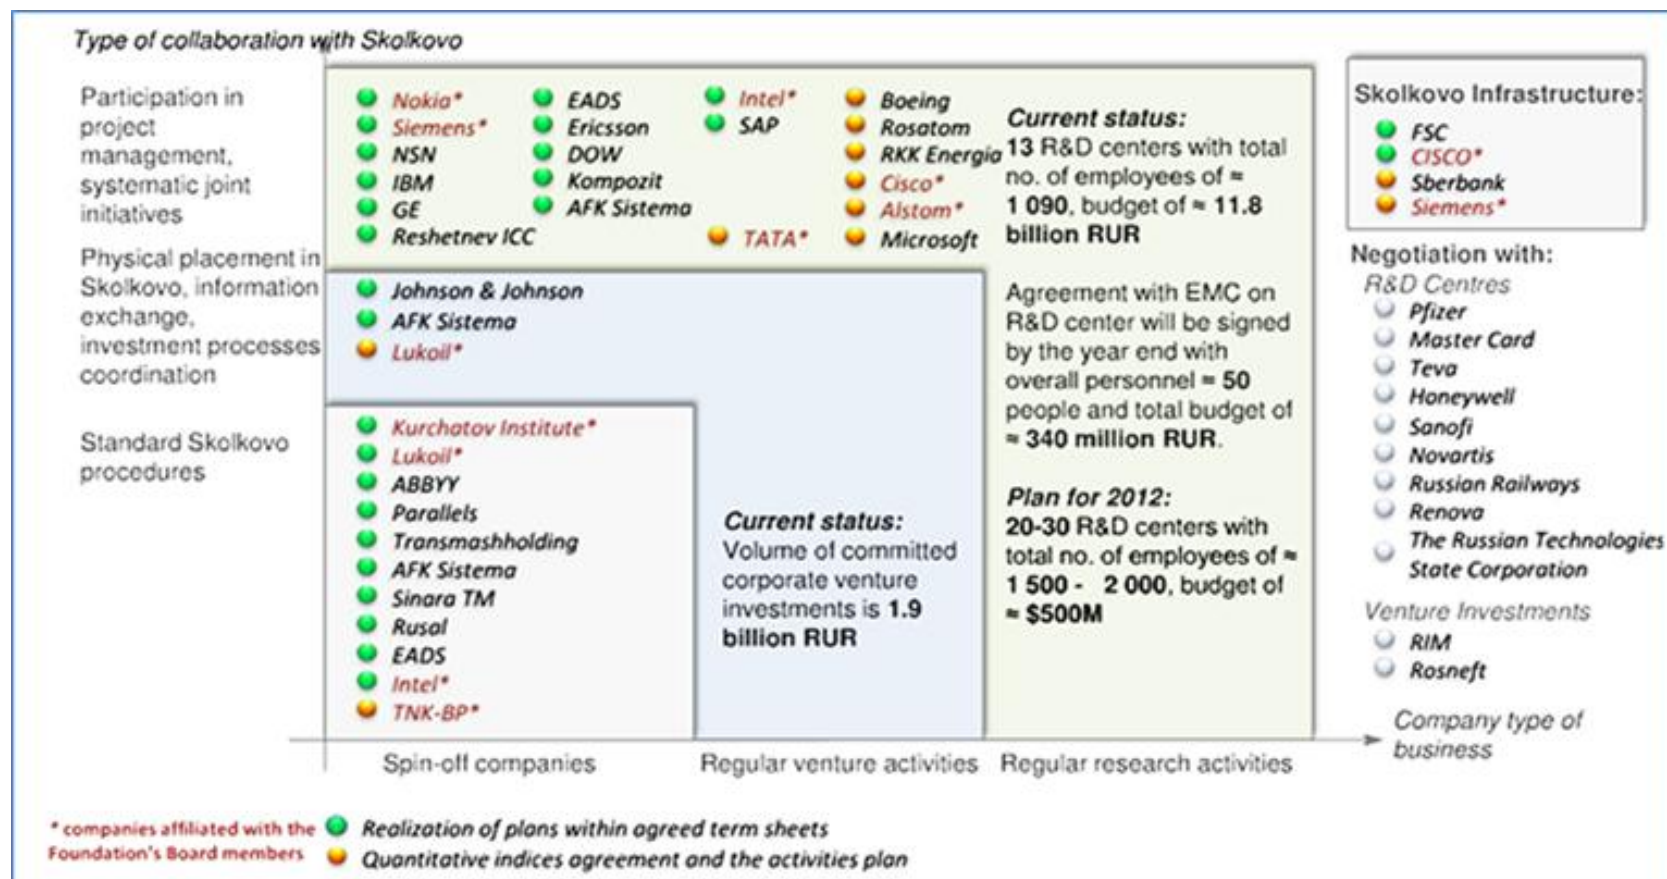 Type of collaboration with Skolkovo
Participation in
project
management,
systematic joint
initiatives
Physical placement in
Skolkovo, information
exchange,
investment processes
coordination
Standard Skolkovo
procedures
Nokia*
Siemens*
NSN
IBM
GE
Reshetnev ICC
EADS
Ericsson
DOW
Kompozit
AFK Sistema
Intel*
SAP
TATA*
Boeing
Rosatom
RKK Energia
Cisco*
Alstom*
Microsoft
Current status:
13 R&D centers with total
no. of employees of ≈
1 090, budget of ≈ 11.8
billion RUR
Agreement with EMC on
R&D center will be signed
by the year end with
overall personnel ≈ 50
people and total budget of
≈ 340 million RUR.
Plan for 2012:
20-30 R&D centers with
total no. of employees of ≈
1 500 - 2 000, budget of
≈ $500M
Johnson & Johnson
AFK Sistema
Lukoil*
Current status:
Volume of committed
corporate venture
investments is 1.9
billion RUR
Kurchatov Institute*
Lukoil*
ABBYY
Parallels
Transmashholding
AFK Sistema
Sinara TM
Rusal
EADS
Intel*
TNK-BP*
Spin-off companies
Regular venture activities
Regular research activities
Company type of
business
Skolkovo Infrastructure:
FSC
CISCO*
Sberbank
Siemens*
Negotiation with:
R&D Centres
Pfizer
Master Card
Teva
Honeywell
Sanofi
Novartis
Russian Railways
Renova
The Russian Technologies
State Corporation
Venture Investments
RIM
Rosneft
* companies affiliated with the
Foundation's Board members
Realization of plans within agreed term sheets
Quantitative indices agreement and the activities plan